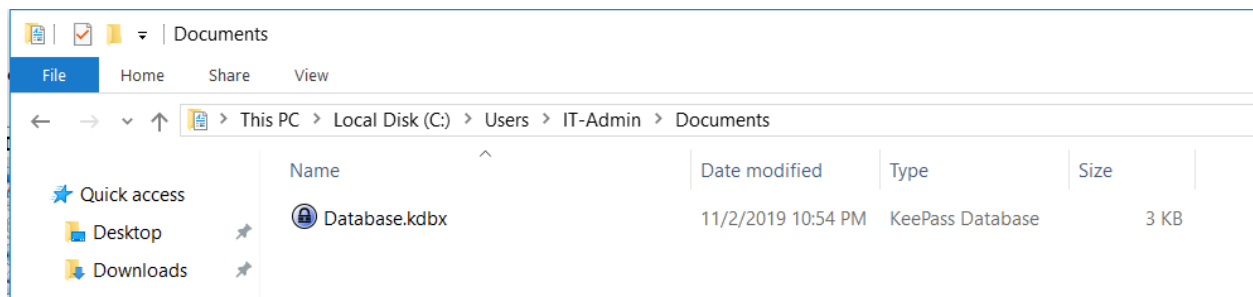 Documents
File Home Share View
This PC > Local Disk (C:) > Users > IT-Admin > Documents
Name Date modified Type Size
Quick access
Database.kdbx 11/2/2019 10:54 PM KeePass Database 3 KB
Desktop
Downloads